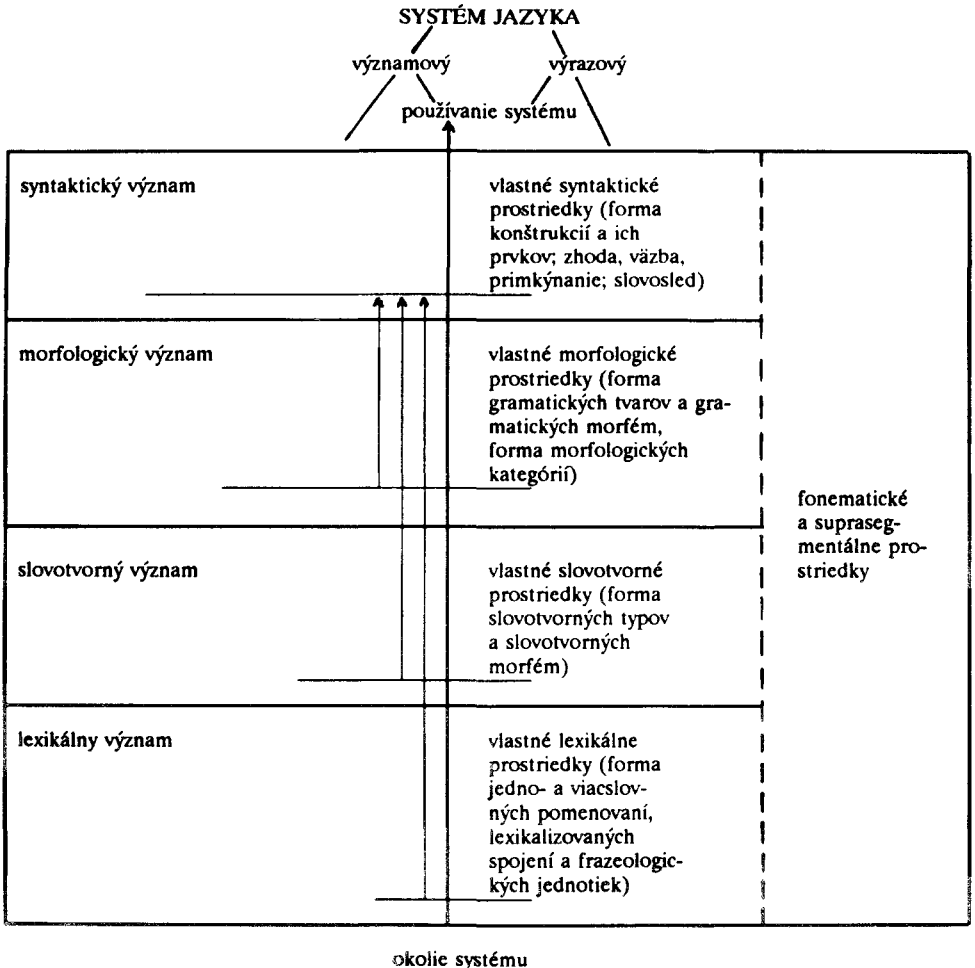 SYSTÉM JAZYKA
významový
výrazový
používanie systému
syntaktický význam
vlastné syntaktické
prostriedky (forma
konštrukcií a ich
prvkov; zhoda, väzba,
primkýnanie; slovosled)
morfologický význam
vlastné morfologické
prostriedky (forma
gramatických tvarov a gra-
matických morfém,
forma morfologických
kategórií)
slovotvorný význam
vlastné slovotvorné
prostriedky (forma
slovotvorných typov
a slovotvorných
morfém)
lexikálny význam
vlastné lexikálne
prostriedky (forma
jedno- a viacslov-
ných pomenovaní,
lexikalizovaných
spojení a frazeologic-
kých jednotiek)
fonematické
a supraseg-
mentálne pro-
striedky
okolie systému